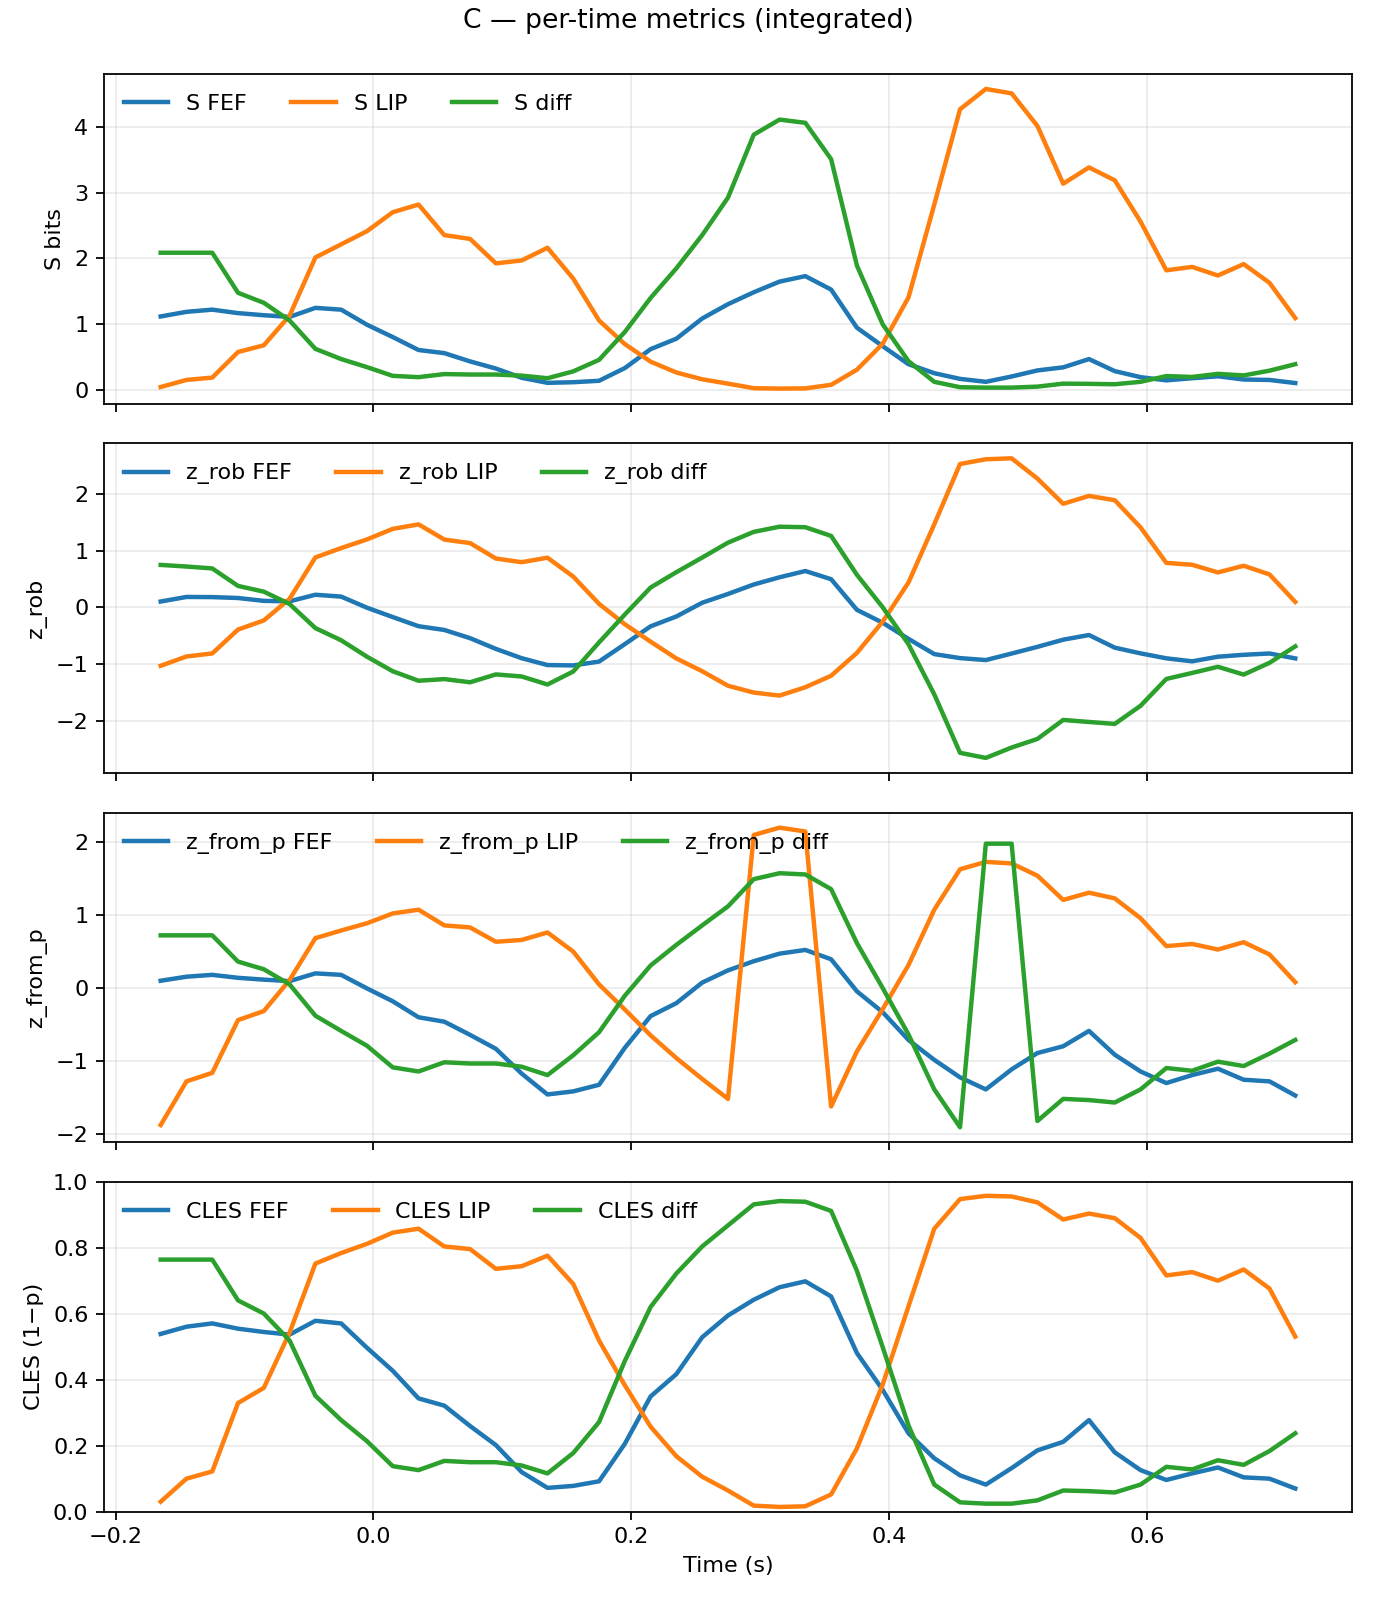 C — per-time metrics (integrated)
S FEF S LIP S diff
4
3
2
1
0
S bits
z_rob FEF z_rob LIP z_rob diff
2
1
0
−1
−2
z_rob
z_from_p FEF z_from_p LIP z_from_p diff
2
1
0
−1
−2
z_from_p
CLES FEF CLES LIP CLES diff
1.0
0.8
0.6
0.4
0.2
0.0
CLES (1−p)
−0.2 0.0 0.2 0.4 0.6
Time (s)